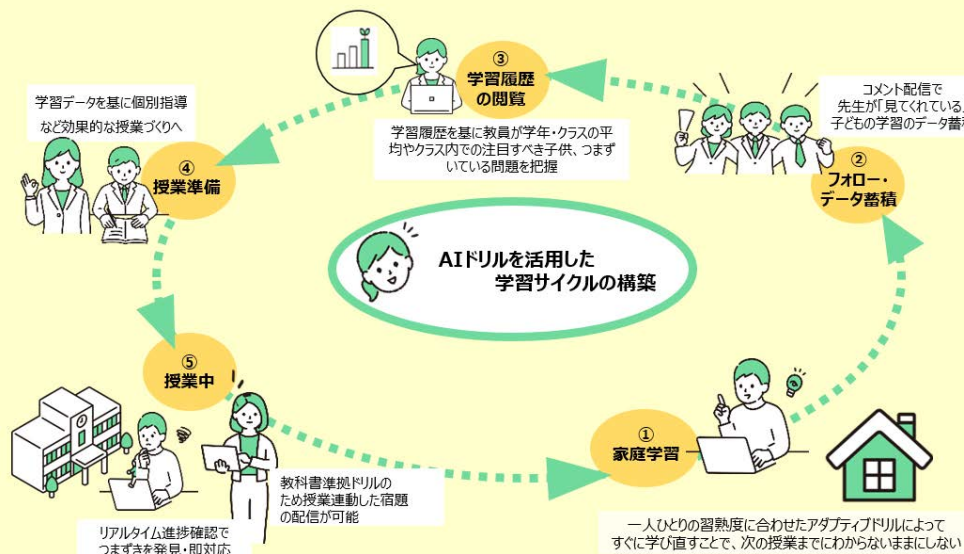 AIドリルを活用した
学習サイクルの構築
①
家庭学習
一人ひとりの習熟度に合わせたアダプティブドリルによって
すぐに学び直すことで、次の授業までにわからないままにしない
②
フォロー・
データ蓄積
コメント配信で
先生が「見てくれている」
子どもの学習のデータ蓄積
③
学習履歴
の閲覧
学習履歴を基に教員が学年・クラスの平
均やクラス内での注目すべき子供、つまず
いている問題を把握
④
授業準備
学習データを基に個別指導
など効果的な授業づくりへ
⑤
授業中
教科書準拠ドリルの
ため授業連動した宿題
の配信が可能
リアルタイム進捗確認で
つまずきを発見・即対応